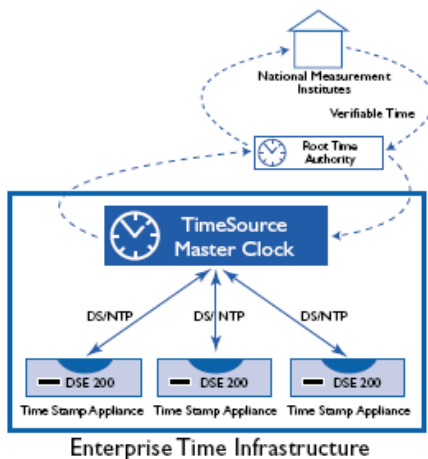 National Measurement
Institutes
Verifiable Time
Root Time
Authority
TimeSource
Master Clock
DS/NTP
DS/NTP
DS/NTP
DSE 200
DSE 200
DSE 200
Time Stamp Appliance
Time Stamp Appliance
Time Stamp Appliance
Enterprise Time Infrastructure